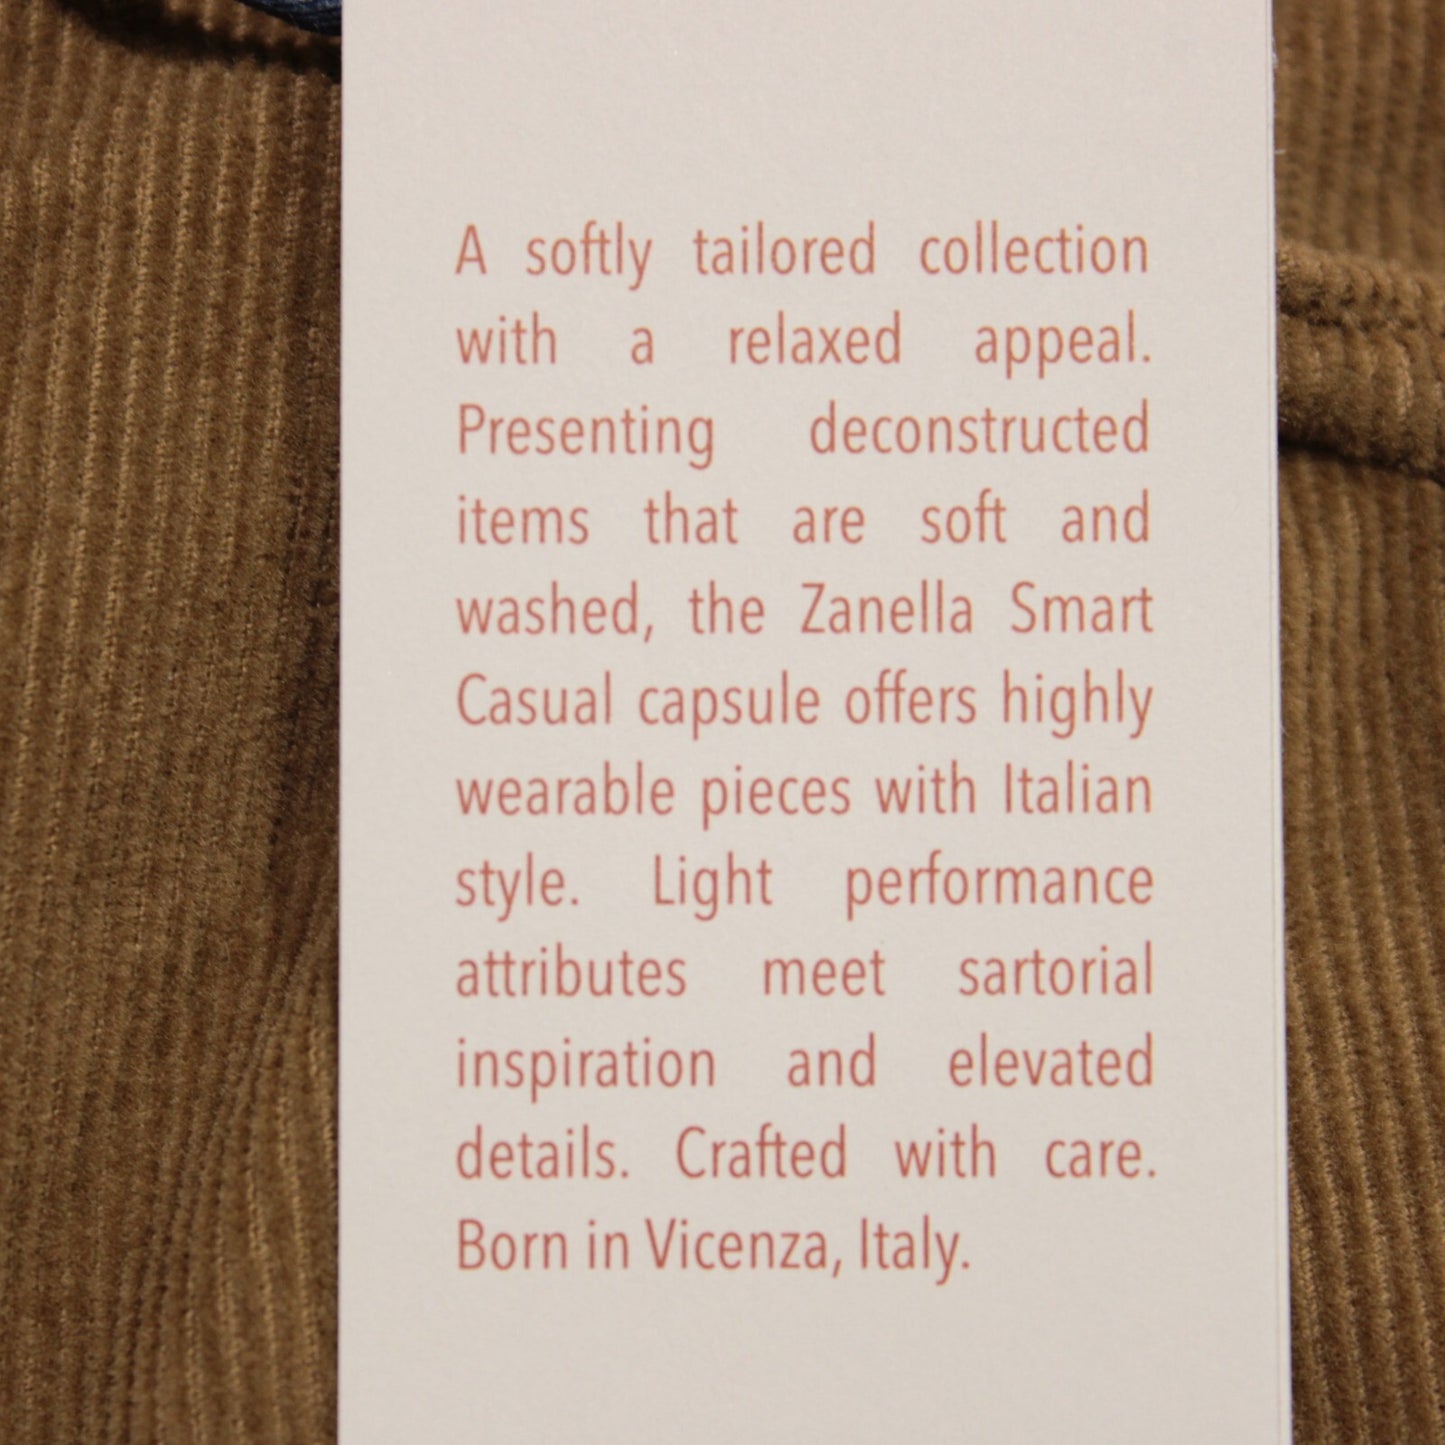 A softly tailored collection
with a relaxed appeal.
Presenting deconstructed
items that are soft and
washed, the Zanella Smart
Casual capsule offers highly
wearable pieces with Italian
style. Light performance
attributes meet sartorial
inspiration and elevated
details. Crafted with care.
Born in Vicenza, Italy.